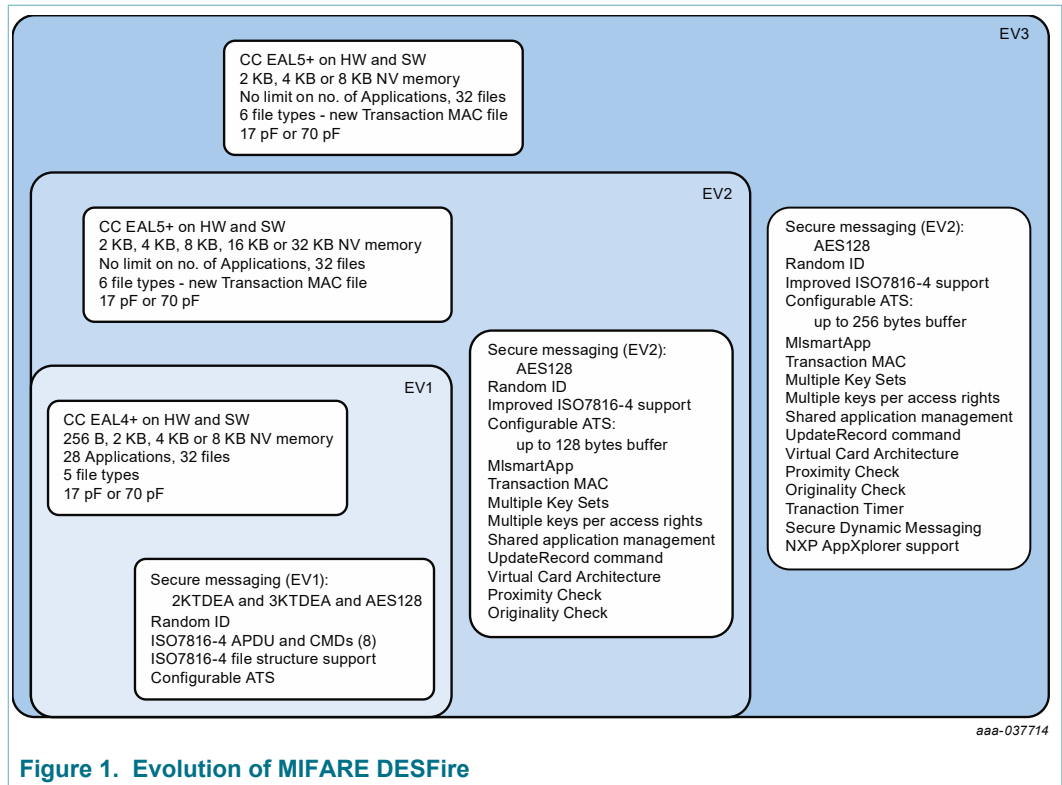 EV3
CC EAL5+ on HW and SW
2 KB, 4 KB or 8 KB NV memory
No limit on no. of Applications, 32 files
6 file types - new Transaction MAC file
17 pF or 70 pF
EV2
CC EAL5+ on HW and SW
2 KB, 4 KB, 8 KB, 16 KB or 32 KB NV memory
No limit on no. of Applications, 32 files
6 file types - new Transaction MAC file
17 pF or 70 pF
EV1
CC EAL4+ on HW and SW
256 B, 2 KB, 4 KB or 8 KB NV memory
28 Applications, 32 files
5 file types
17 pF or 70 pF
Secure messaging (EV1):
2KTDEA and 3KTDEA and AES128
Random ID
ISO7816-4 APDU and CMDs (8)
ISO7816-4 file structure support
Configurable ATS
Secure messaging (EV2):
AES128
Random ID
Improved ISO7816-4 support
Configurable ATS:
up to 128 bytes buffer
MIsmartApp
Transaction MAC
Multiple Key Sets
Multiple keys per access rights
Shared application management
UpdateRecord command
Virtual Card Architecture
Proximity Check
Originality Check
Secure messaging (EV2):
AES128
Random ID
Improved ISO7816-4 support
Configurable ATS:
up to 256 bytes buffer
MIsmartApp
Transaction MAC
Multiple Key Sets
Multiple keys per access rights
Shared application management
UpdateRecord command
Virtual Card Architecture
Proximity Check
Originality Check
Tranaction Timer
Secure Dynamic Messaging
NXP AppXplorer support
aaa-037714
Figure 1. Evolution of MIFARE DESFire